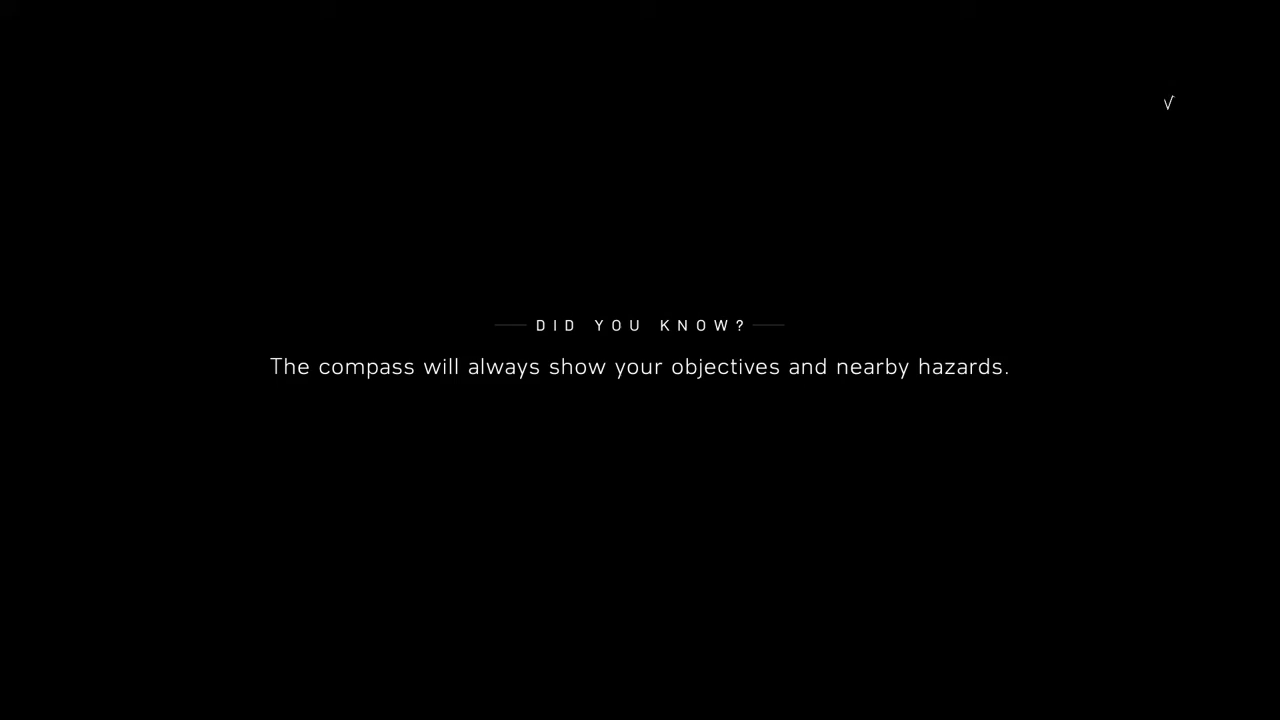 √
DID YOU KNOW?
The compass will always show your objectives and nearby hazards.